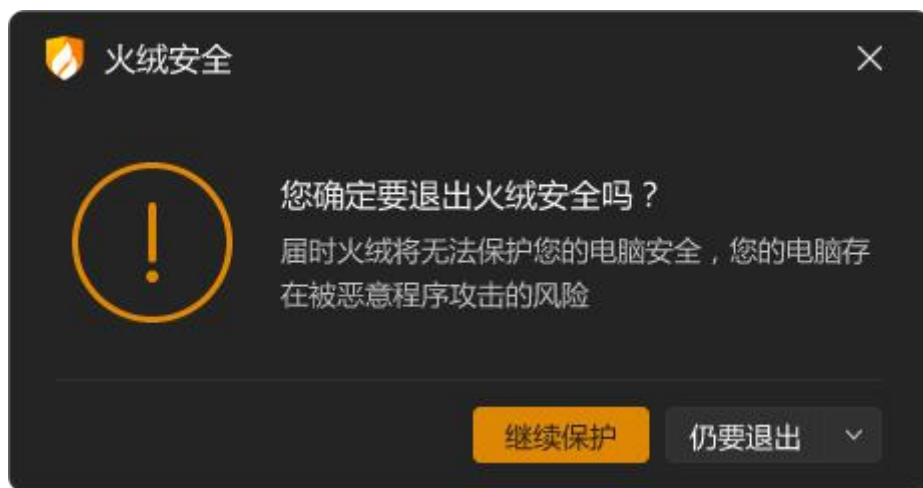 火绒安全
您确定要退出火绒安全吗？
届时火绒将无法保护您的电脑安全，您的电脑存
在被恶意程序攻击的风险
继续保护
仍要退出